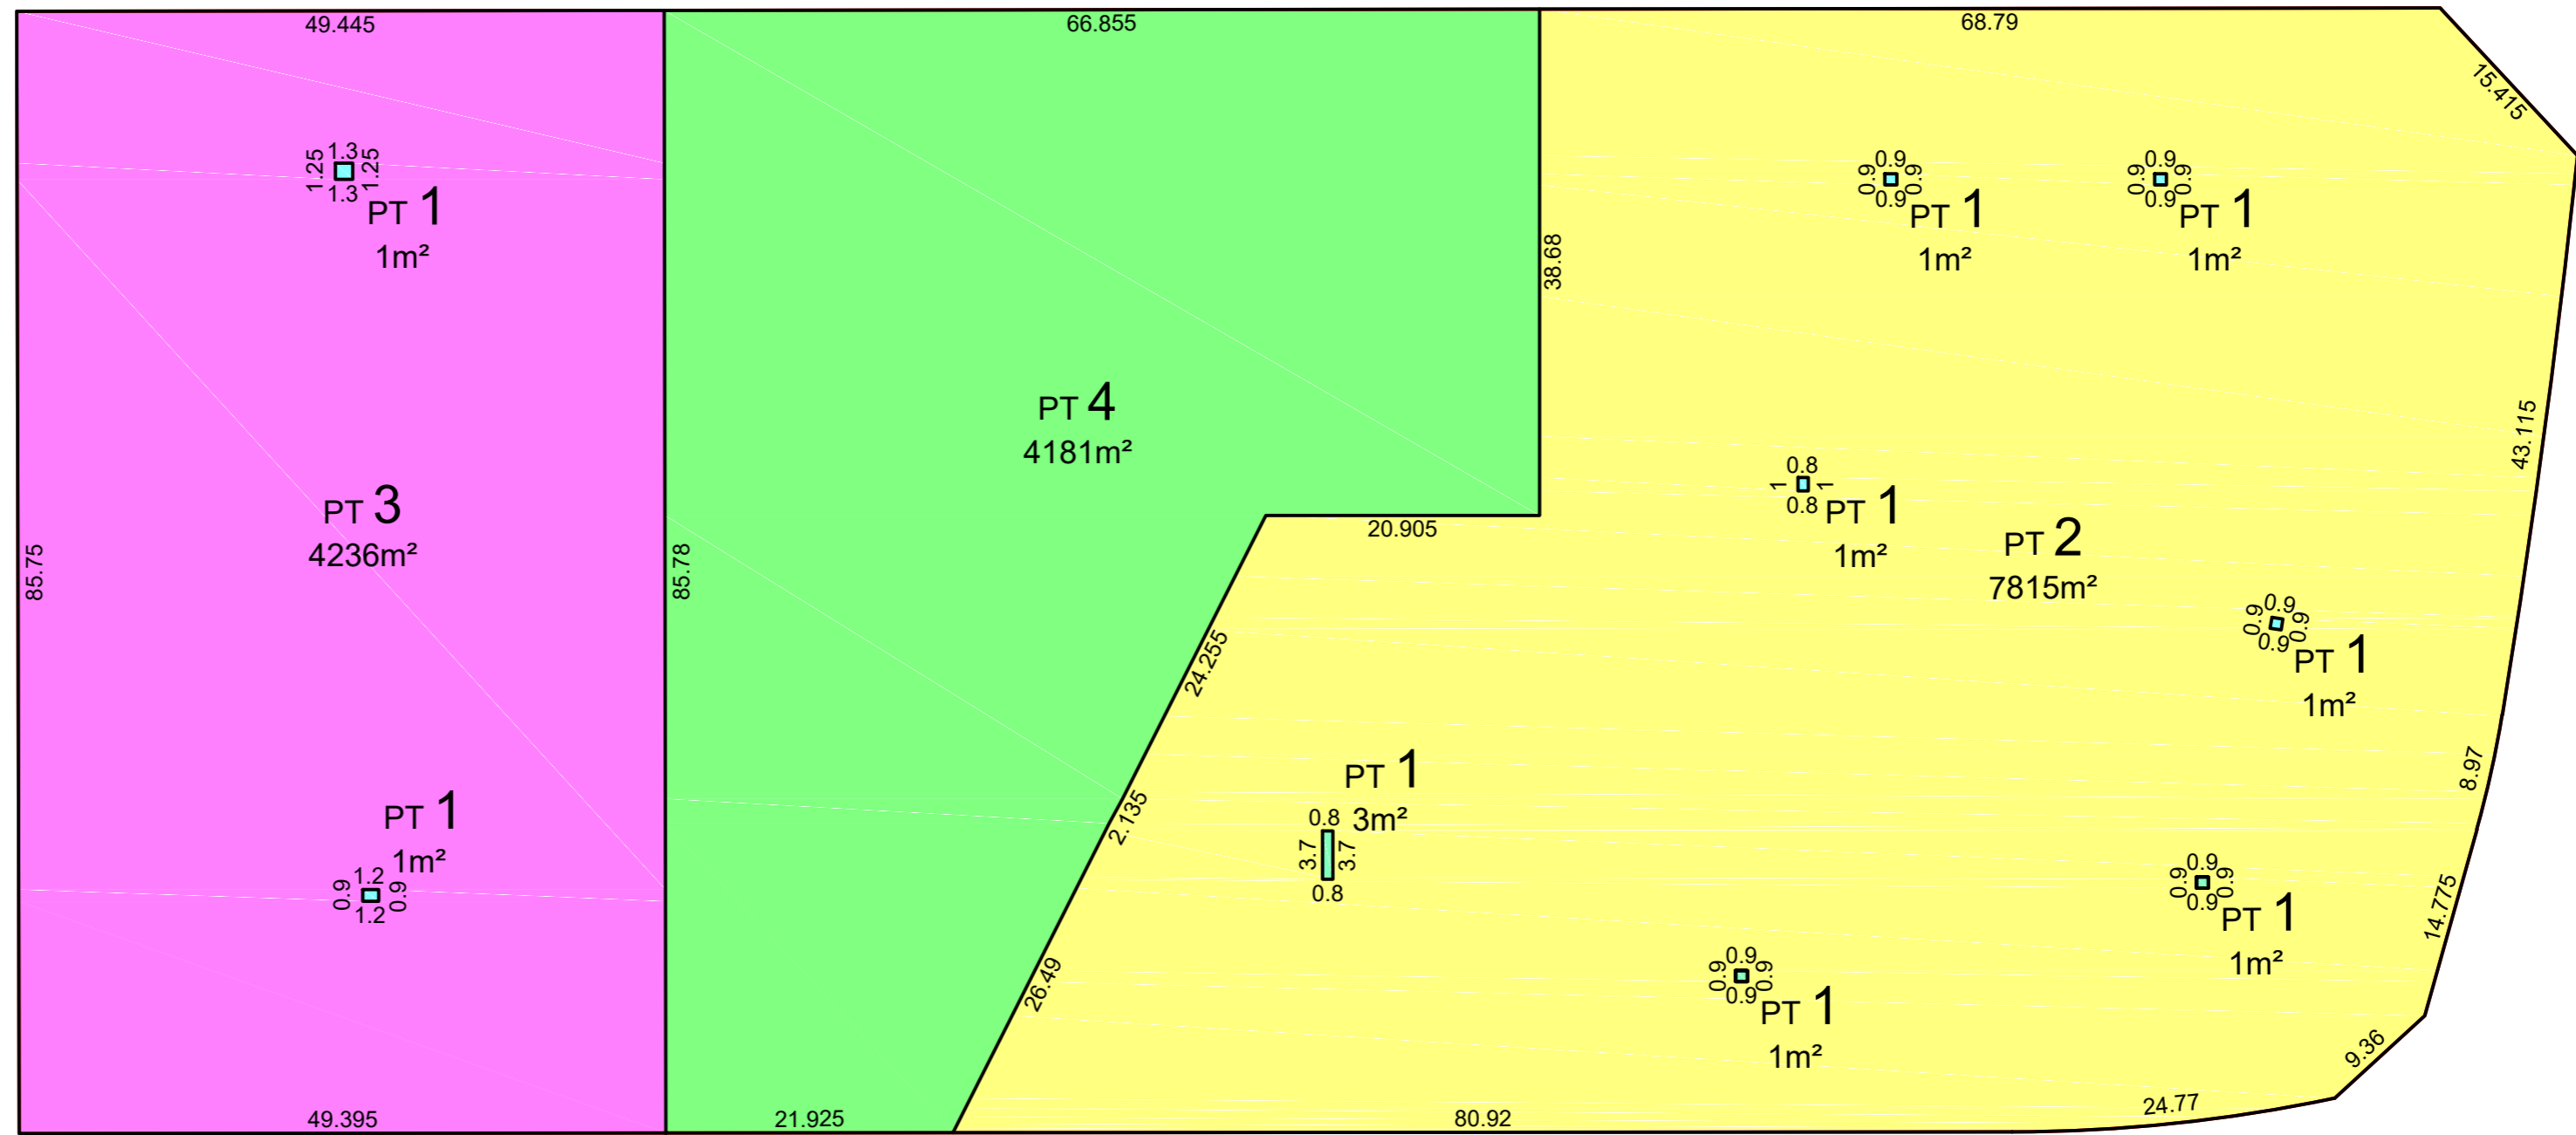 49.445
66.855
68.79
15.415
1.3
1.25
1.25
1.3
PT 1
1m²
0.9
0.9
0.9
0.9
PT 1
1m²
0.9
0.9
0.9
0.9
PT 1
1m²
38.68
PT 4
4181m²
43.115
0.8
1
1
0.8
PT 1
1m²
PT 3
4236m²
20.905
PT 2
7815m²
85.75
85.78
0.9
0.9
0.9
0.9
PT 1
1m²
24.255
8.97
PT 1
3m²
0.8
3.7
3.7
0.8
2.135
PT 1
1m²
1.2
0.9
0.9
1.2
0.9
0.9
0.9
0.9
PT 1
1m²
14.775
26.49
0.9
0.9
0.9
0.9
PT 1
1m²
9.36
49.395
21.925
80.92
24.77